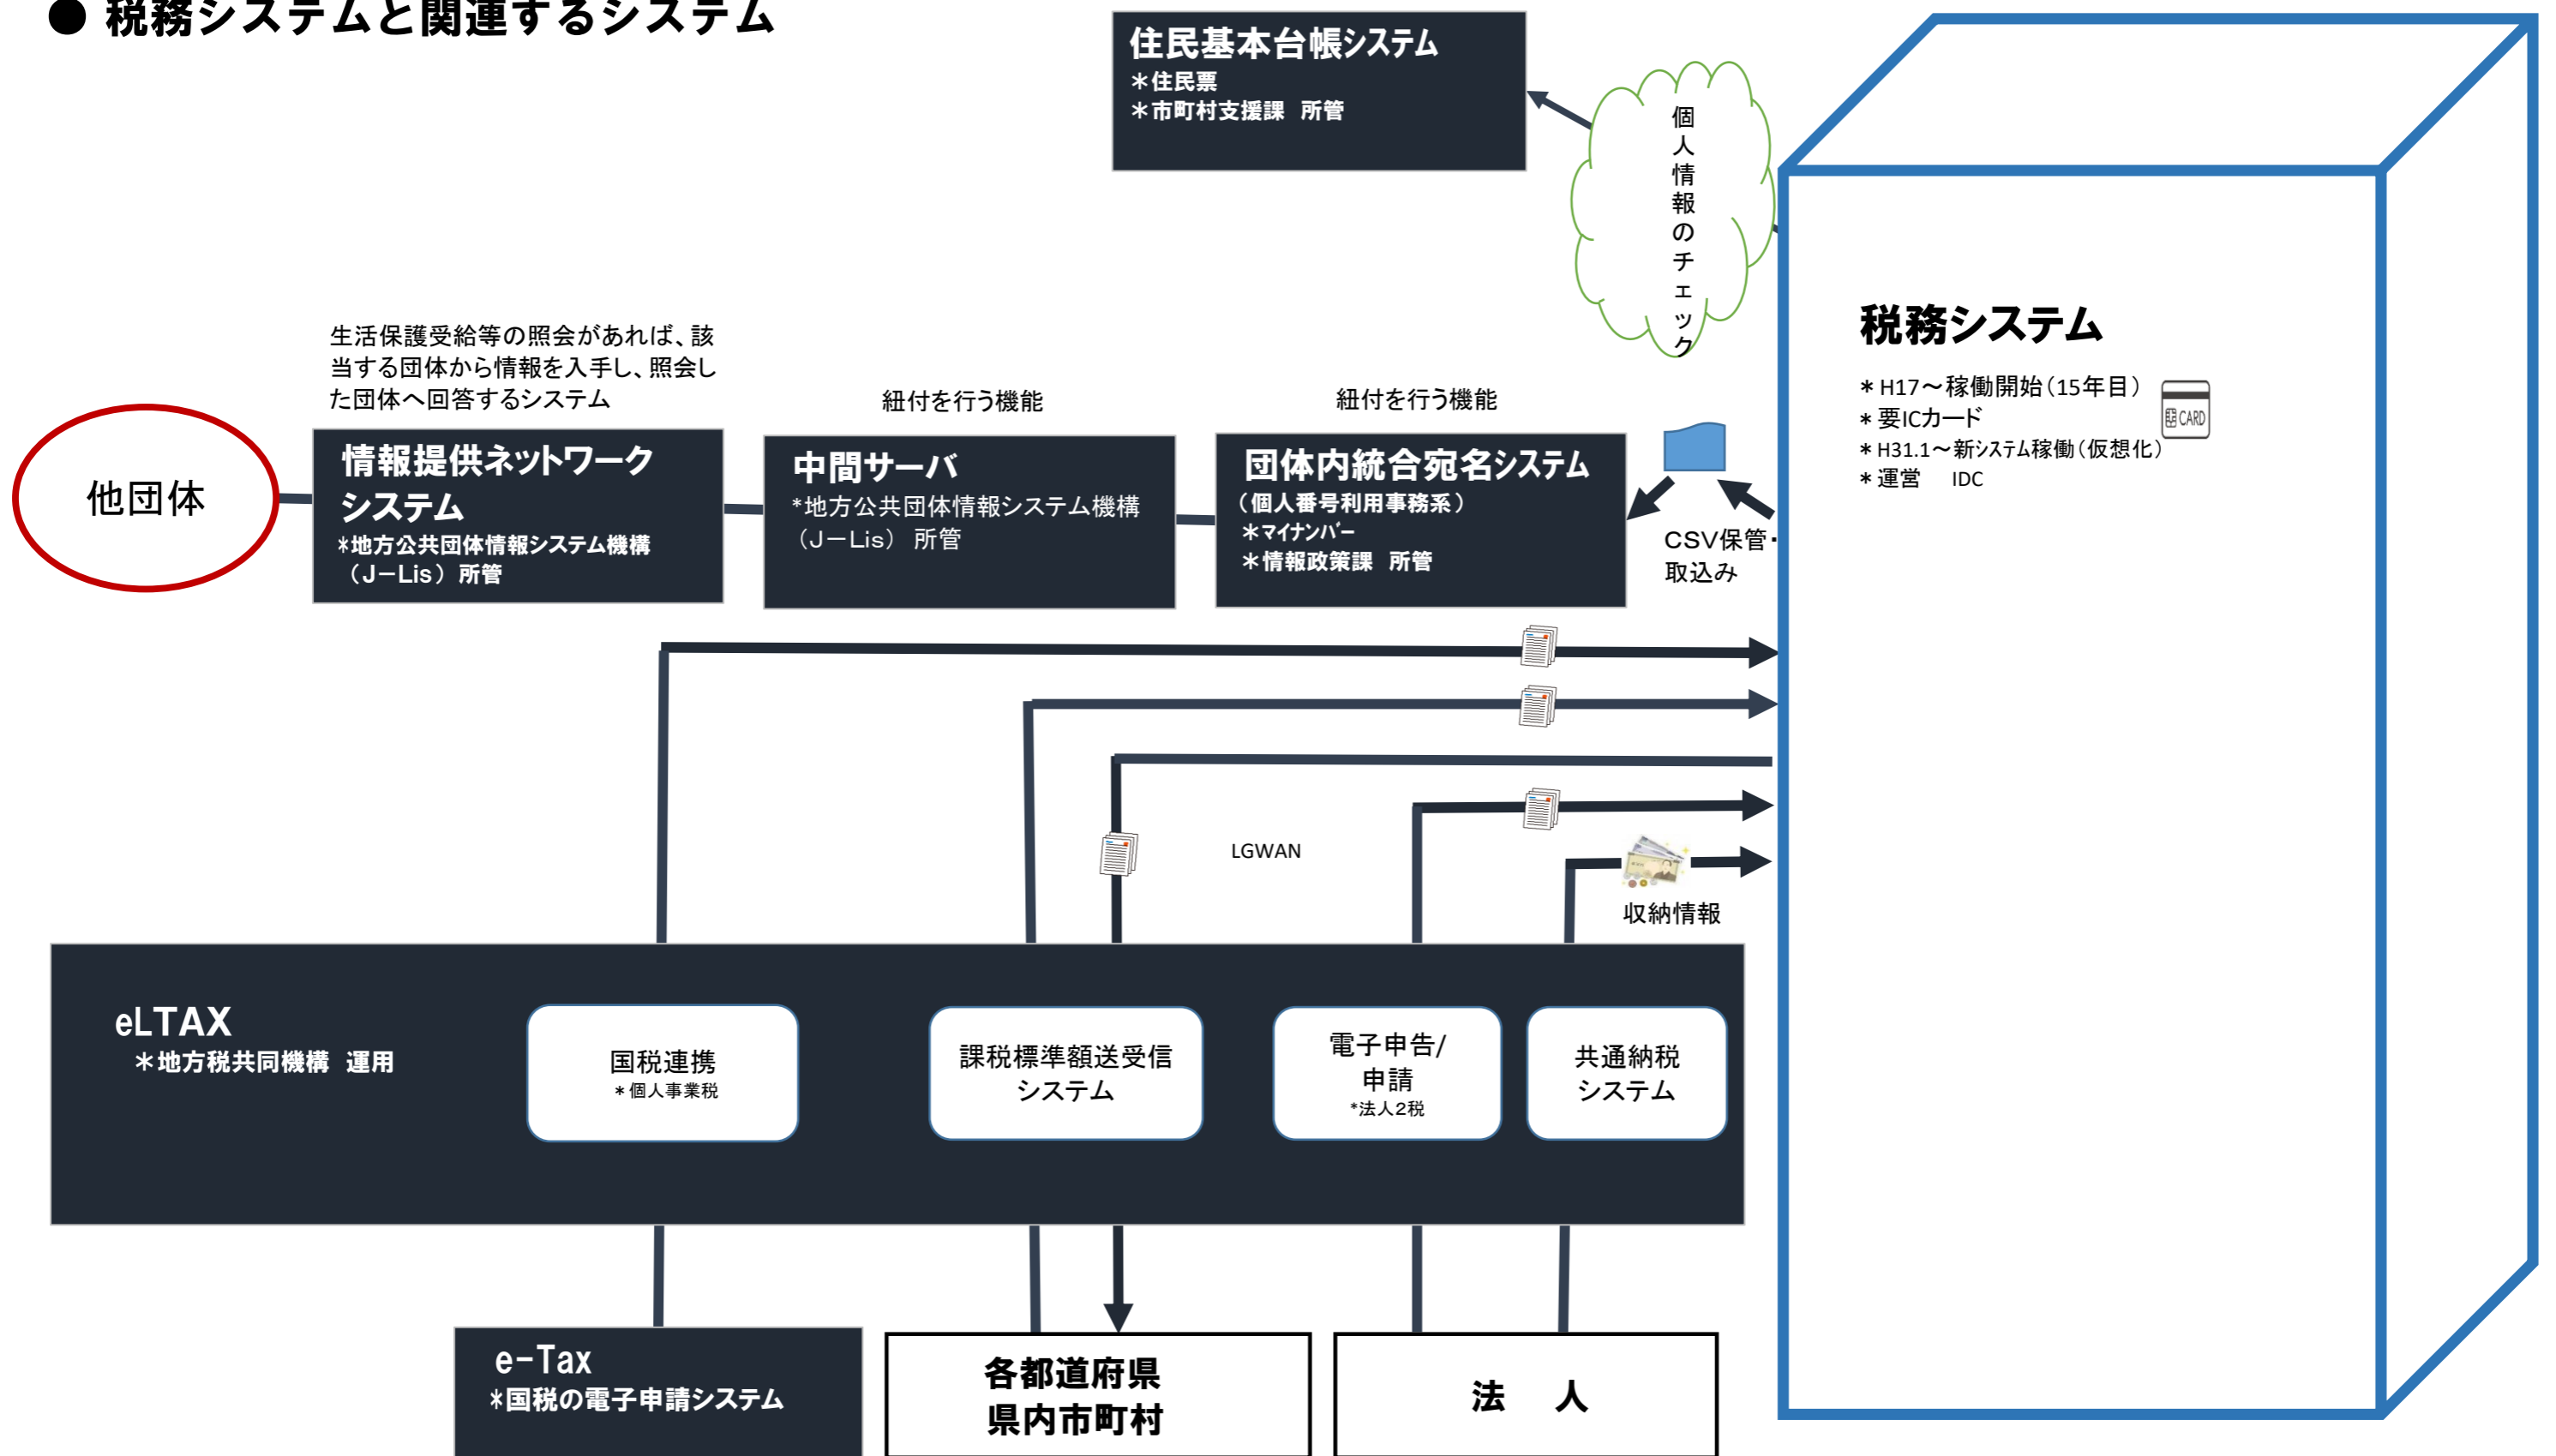 ● 税務システムと関連するシステム
住民基本台帳システム
＊住民票
＊市町村支援課　所管
個人情報のチェック
税務システム
＊H17～稼働開始（15年目）
＊要ICカード
＊H31.1～新システム稼働（仮想化）
＊運営　IDC
CARD
生活保護受給等の照会があれば、該
当する団体から情報を入手し、照会し
た団体へ回答するシステム
紐付を行う機能
紐付を行う機能
他団体
情報提供ネットワーク
システム
*地方公共団体情報システム機構
（J－Lis）所管
中間サーバ
*地方公共団体情報システム機構
（J－Lis）所管
団体内統合宛名システム
（個人番号利用事務系）
＊マイナンバー
＊情報政策課　所管
CSV保管・
取込み
LGWAN
収納情報
eLTAX
＊地方税共同機構　運用
国税連携
＊個人事業税
課税標準額送受信
システム
電子申告/
申請
*法人2税
共通納税
システム
e-Tax
*国税の電子申請システム
各都道府県
県内市町村
法　人